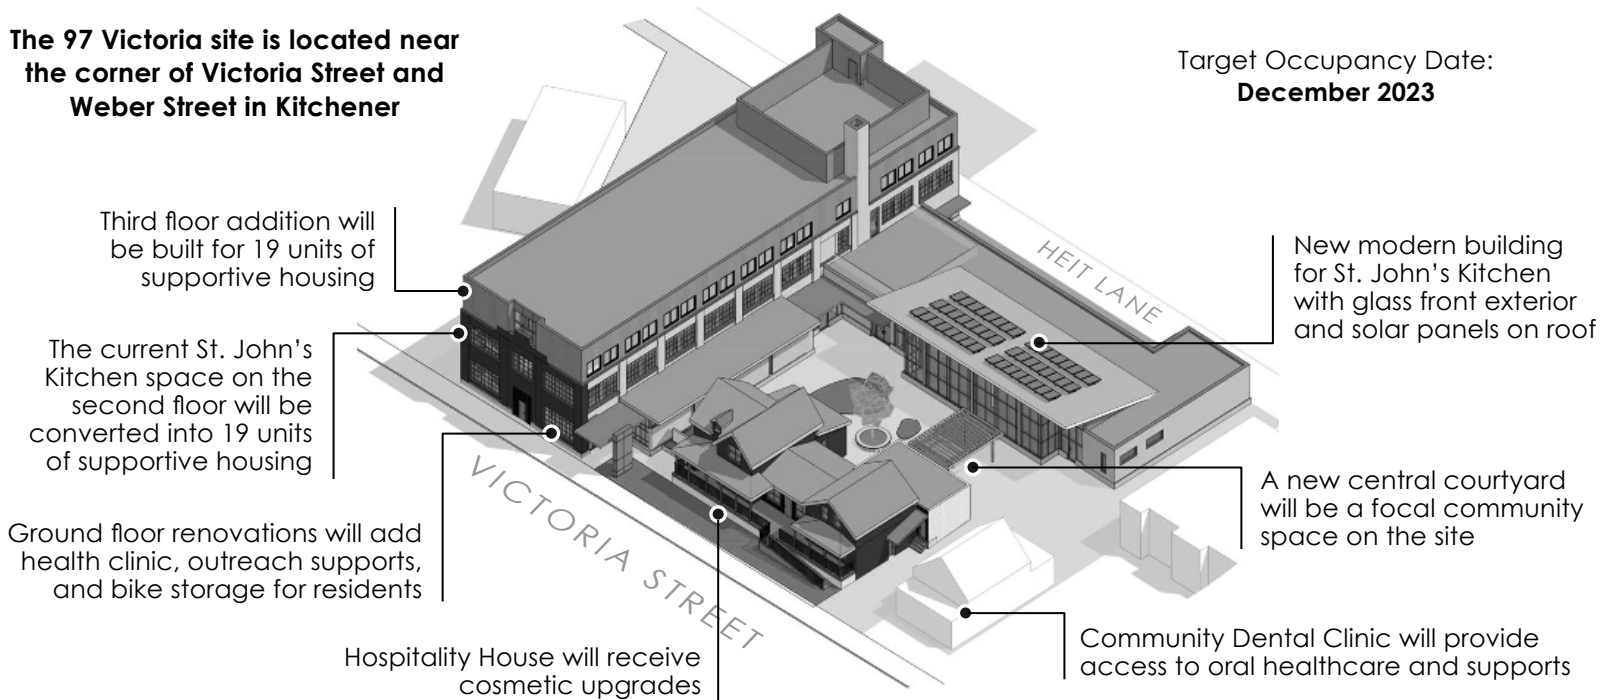 The 97 Victoria site is located near
the corner of Victoria Street and
Weber Street in Kitchener
Target Occupancy Date:
December 2023
Third floor addition will
be built for 19 units of
supportive housing
The current St. John's
Kitchen space on the
second floor will be
converted into 19 units
of supportive housing
Ground floor renovations will add
health clinic, outreach supports,
and bike storage for residents
Hospitality House will receive
cosmetic upgrades
VICTORIA STREET
HEIT LANE
New modern building
for St. John's Kitchen
with glass front exterior
and solar panels on roof
A new central courtyard
will be a focal community
space on the site
Community Dental Clinic will provide
access to oral healthcare and supports